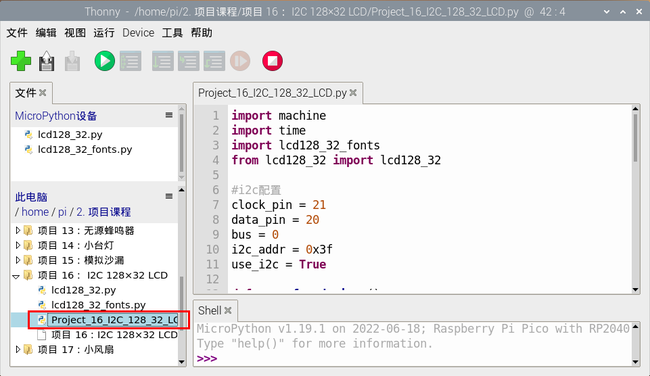 Thonny - /home/pi/2. 项目课程/项目 16： I2C 128×32 LCD/Project_16_I2C_128_32_LCD.py @ 42 : 4
文件 编辑 视图 运行 Device 工具 帮助
文件
MicroPython设备
lcd128_32.py
lcd128_32_fonts.py
此电脑
/ home / pi / 2. 项目课程
项目 13：无源蜂鸣器
项目 14：小台灯
项目 15：模拟沙漏
项目 16： I2C 128×32 LCD
lcd128_32.py
lcd128_32_fonts.py
Project_16_I2C_128_32_LC
项目 16：I2C 128×32 LCD
项目 17：小风扇
Project_16_I2C_128_32_LCD.py
1 import machine
2 import time
3 import lcd128_32_fonts
4 from lcd128_32 import lcd128_32
5
6 #i2c配置
7 clock_pin = 21
8 data_pin = 20
9 bus = 0
10 i2c_addr = 0x3f
11 use_i2c = True
12
Shell
MicroPython v1.19.1 on 2022-06-18; Raspberry Pi Pico with RP2040
Type "help()" for more information.
>>>